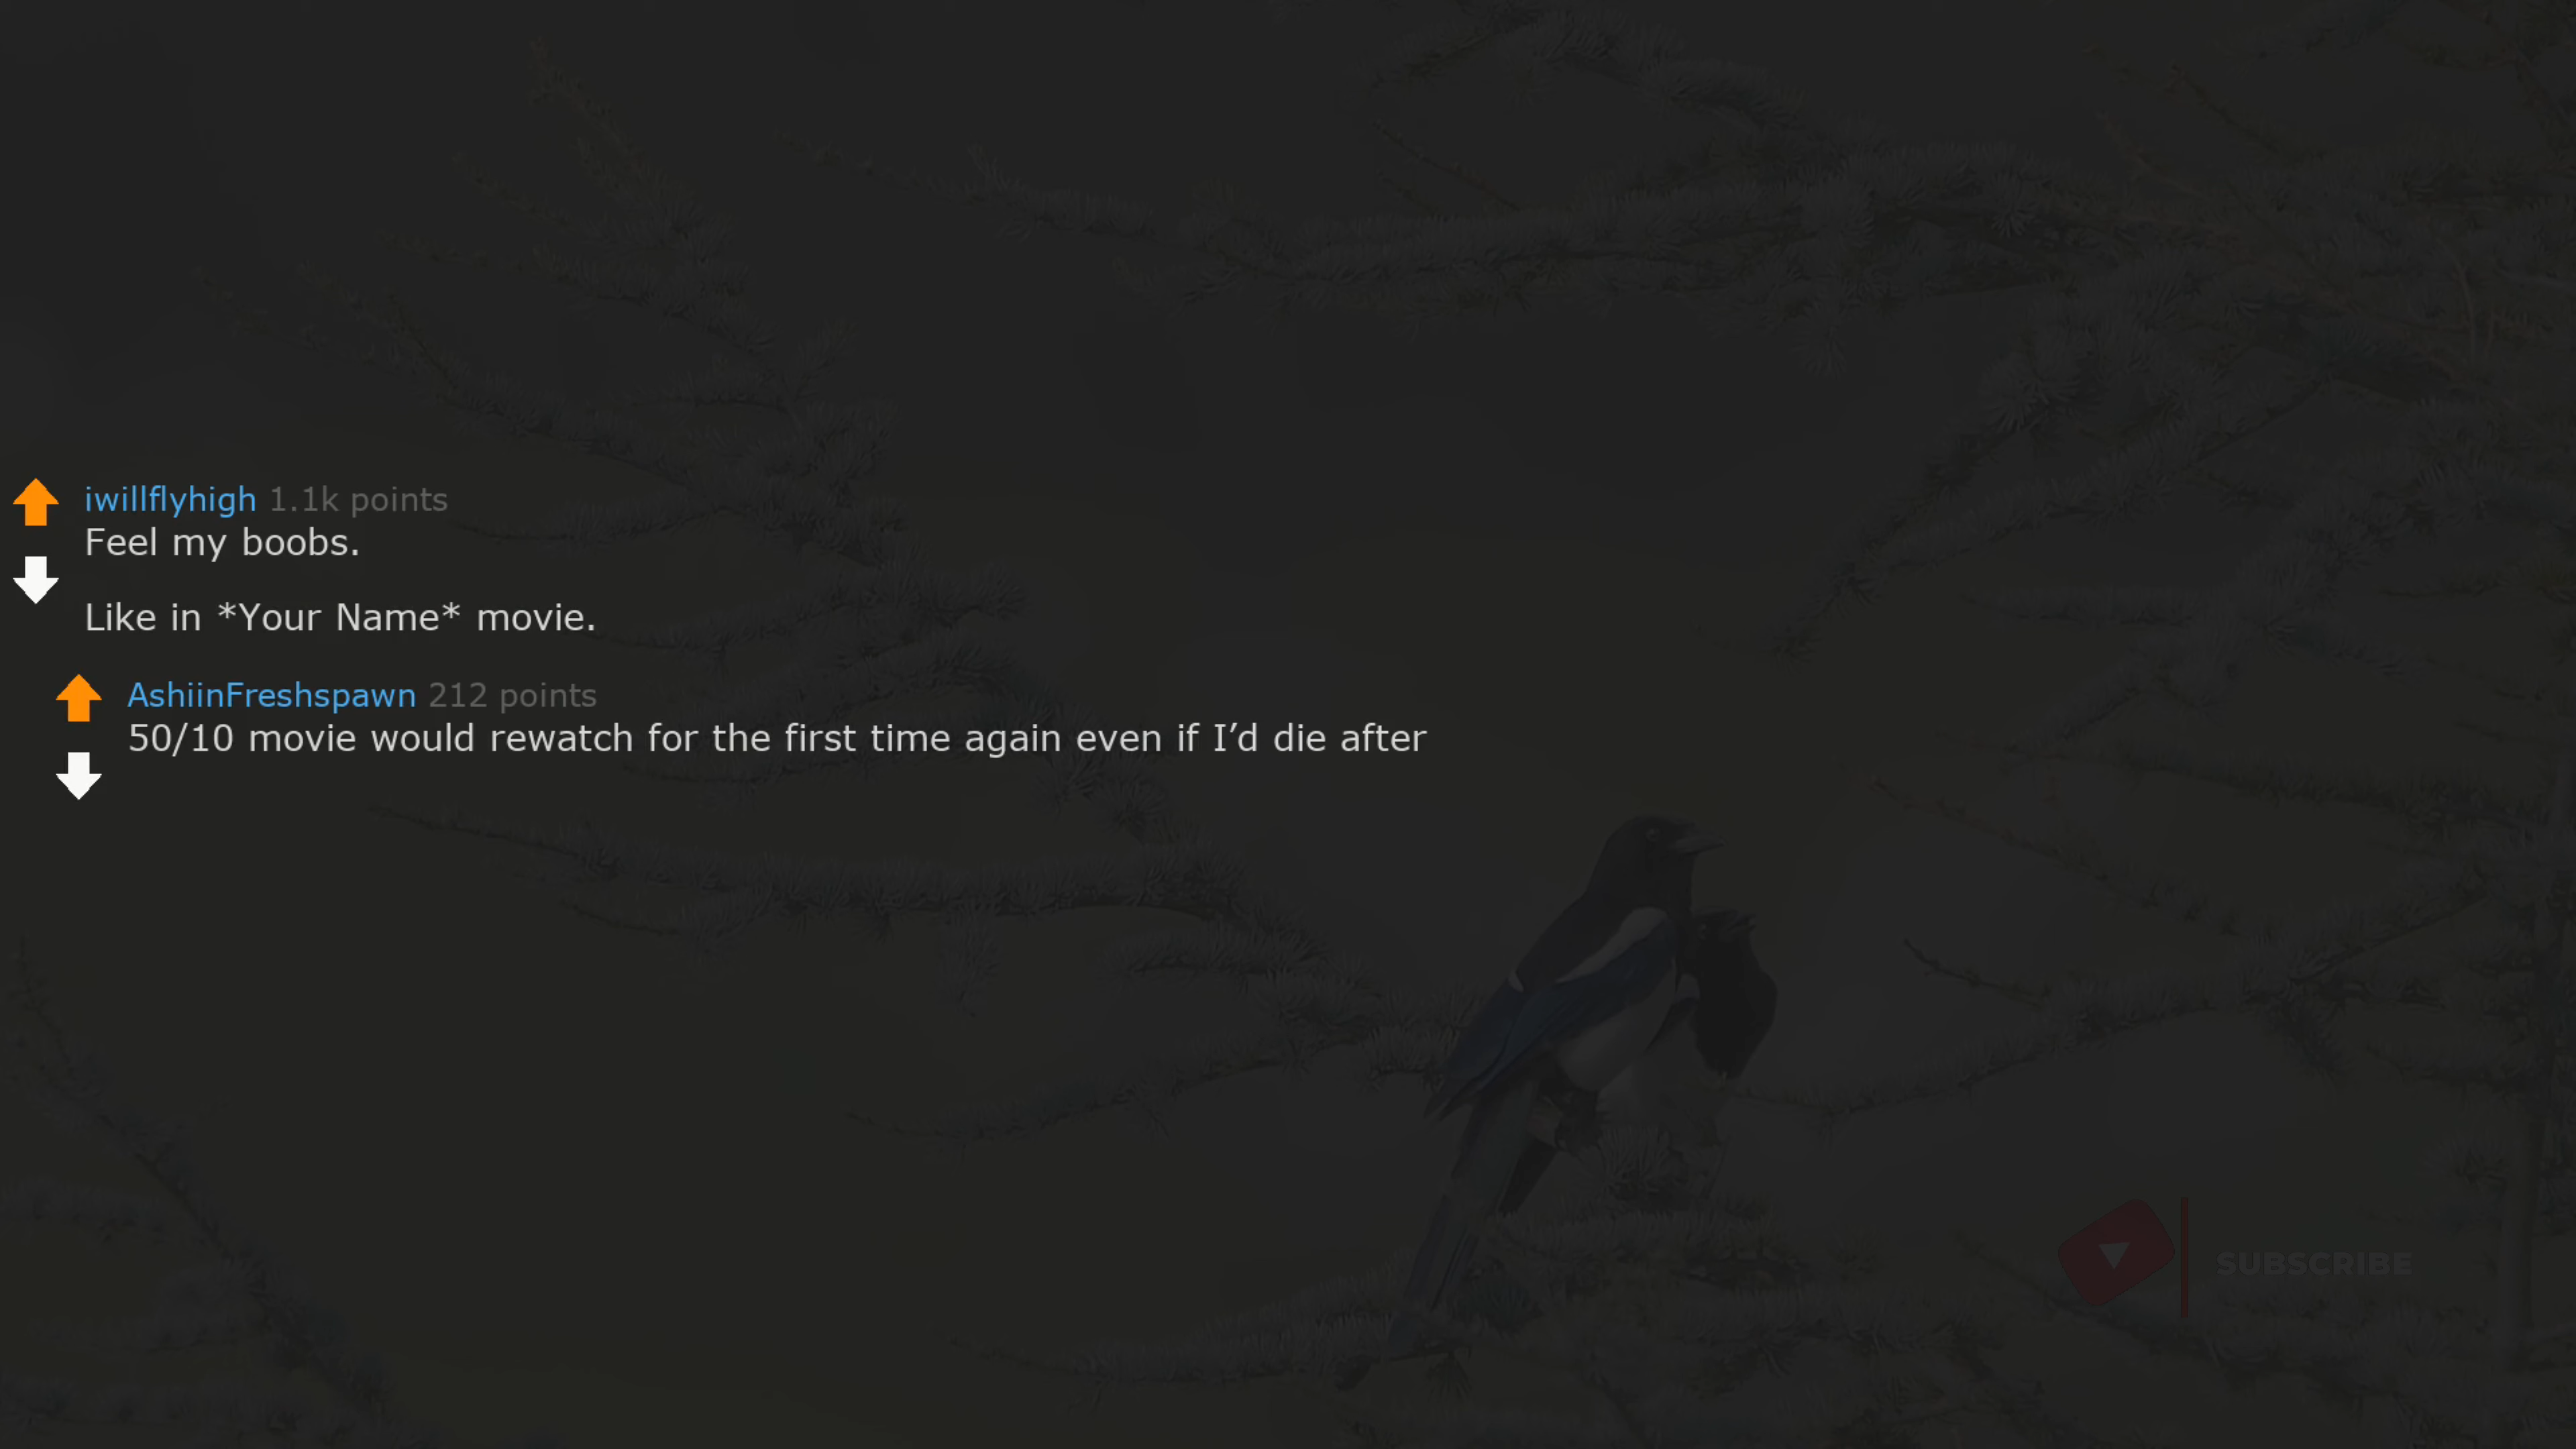 iwillflyhigh 1.1k points
Feel my boobs.
Like in *Your Name* movie.
AshiinFreshspawn 212 points
50/10 movie would rewatch for the first time again even if I’d die after
SUBSCRIBE